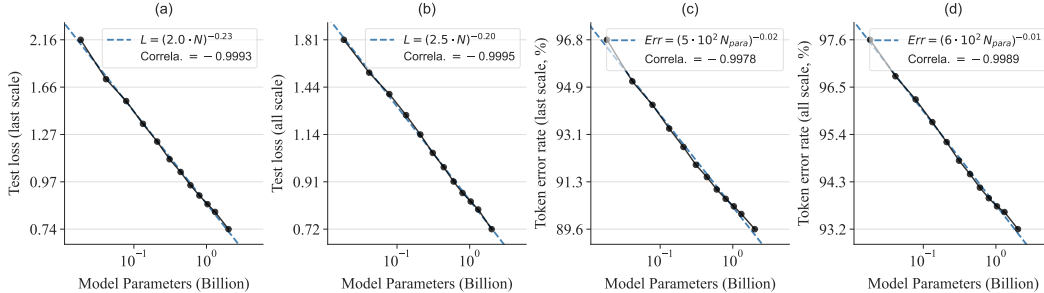 (a)
L = (2.0 · N)^−0.23
Correla. = − 0.9993
2.16
1.66
1.27
0.97
0.74
Test loss (last scale)
10^−1
10^0
Model Parameters (Billion)
(b)
L = (2.5 · N)^−0.20
Correla. = − 0.9995
1.81
1.44
1.14
0.91
0.72
Test loss (all scale)
10^−1
10^0
Model Parameters (Billion)
(c)
Err = (5 · 10^2 N_para)^−0.02
Correla. = − 0.9978
96.8
94.9
93.1
91.3
89.6
Token error rate (last scale, %)
10^−1
10^0
Model Parameters (Billion)
(d)
Err = (6 · 10^2 N_para)^−0.01
Correla. = − 0.9989
97.6
96.5
95.4
94.3
93.2
Token error rate (all scale, %)
10^−1
10^0
Model Parameters (Billion)